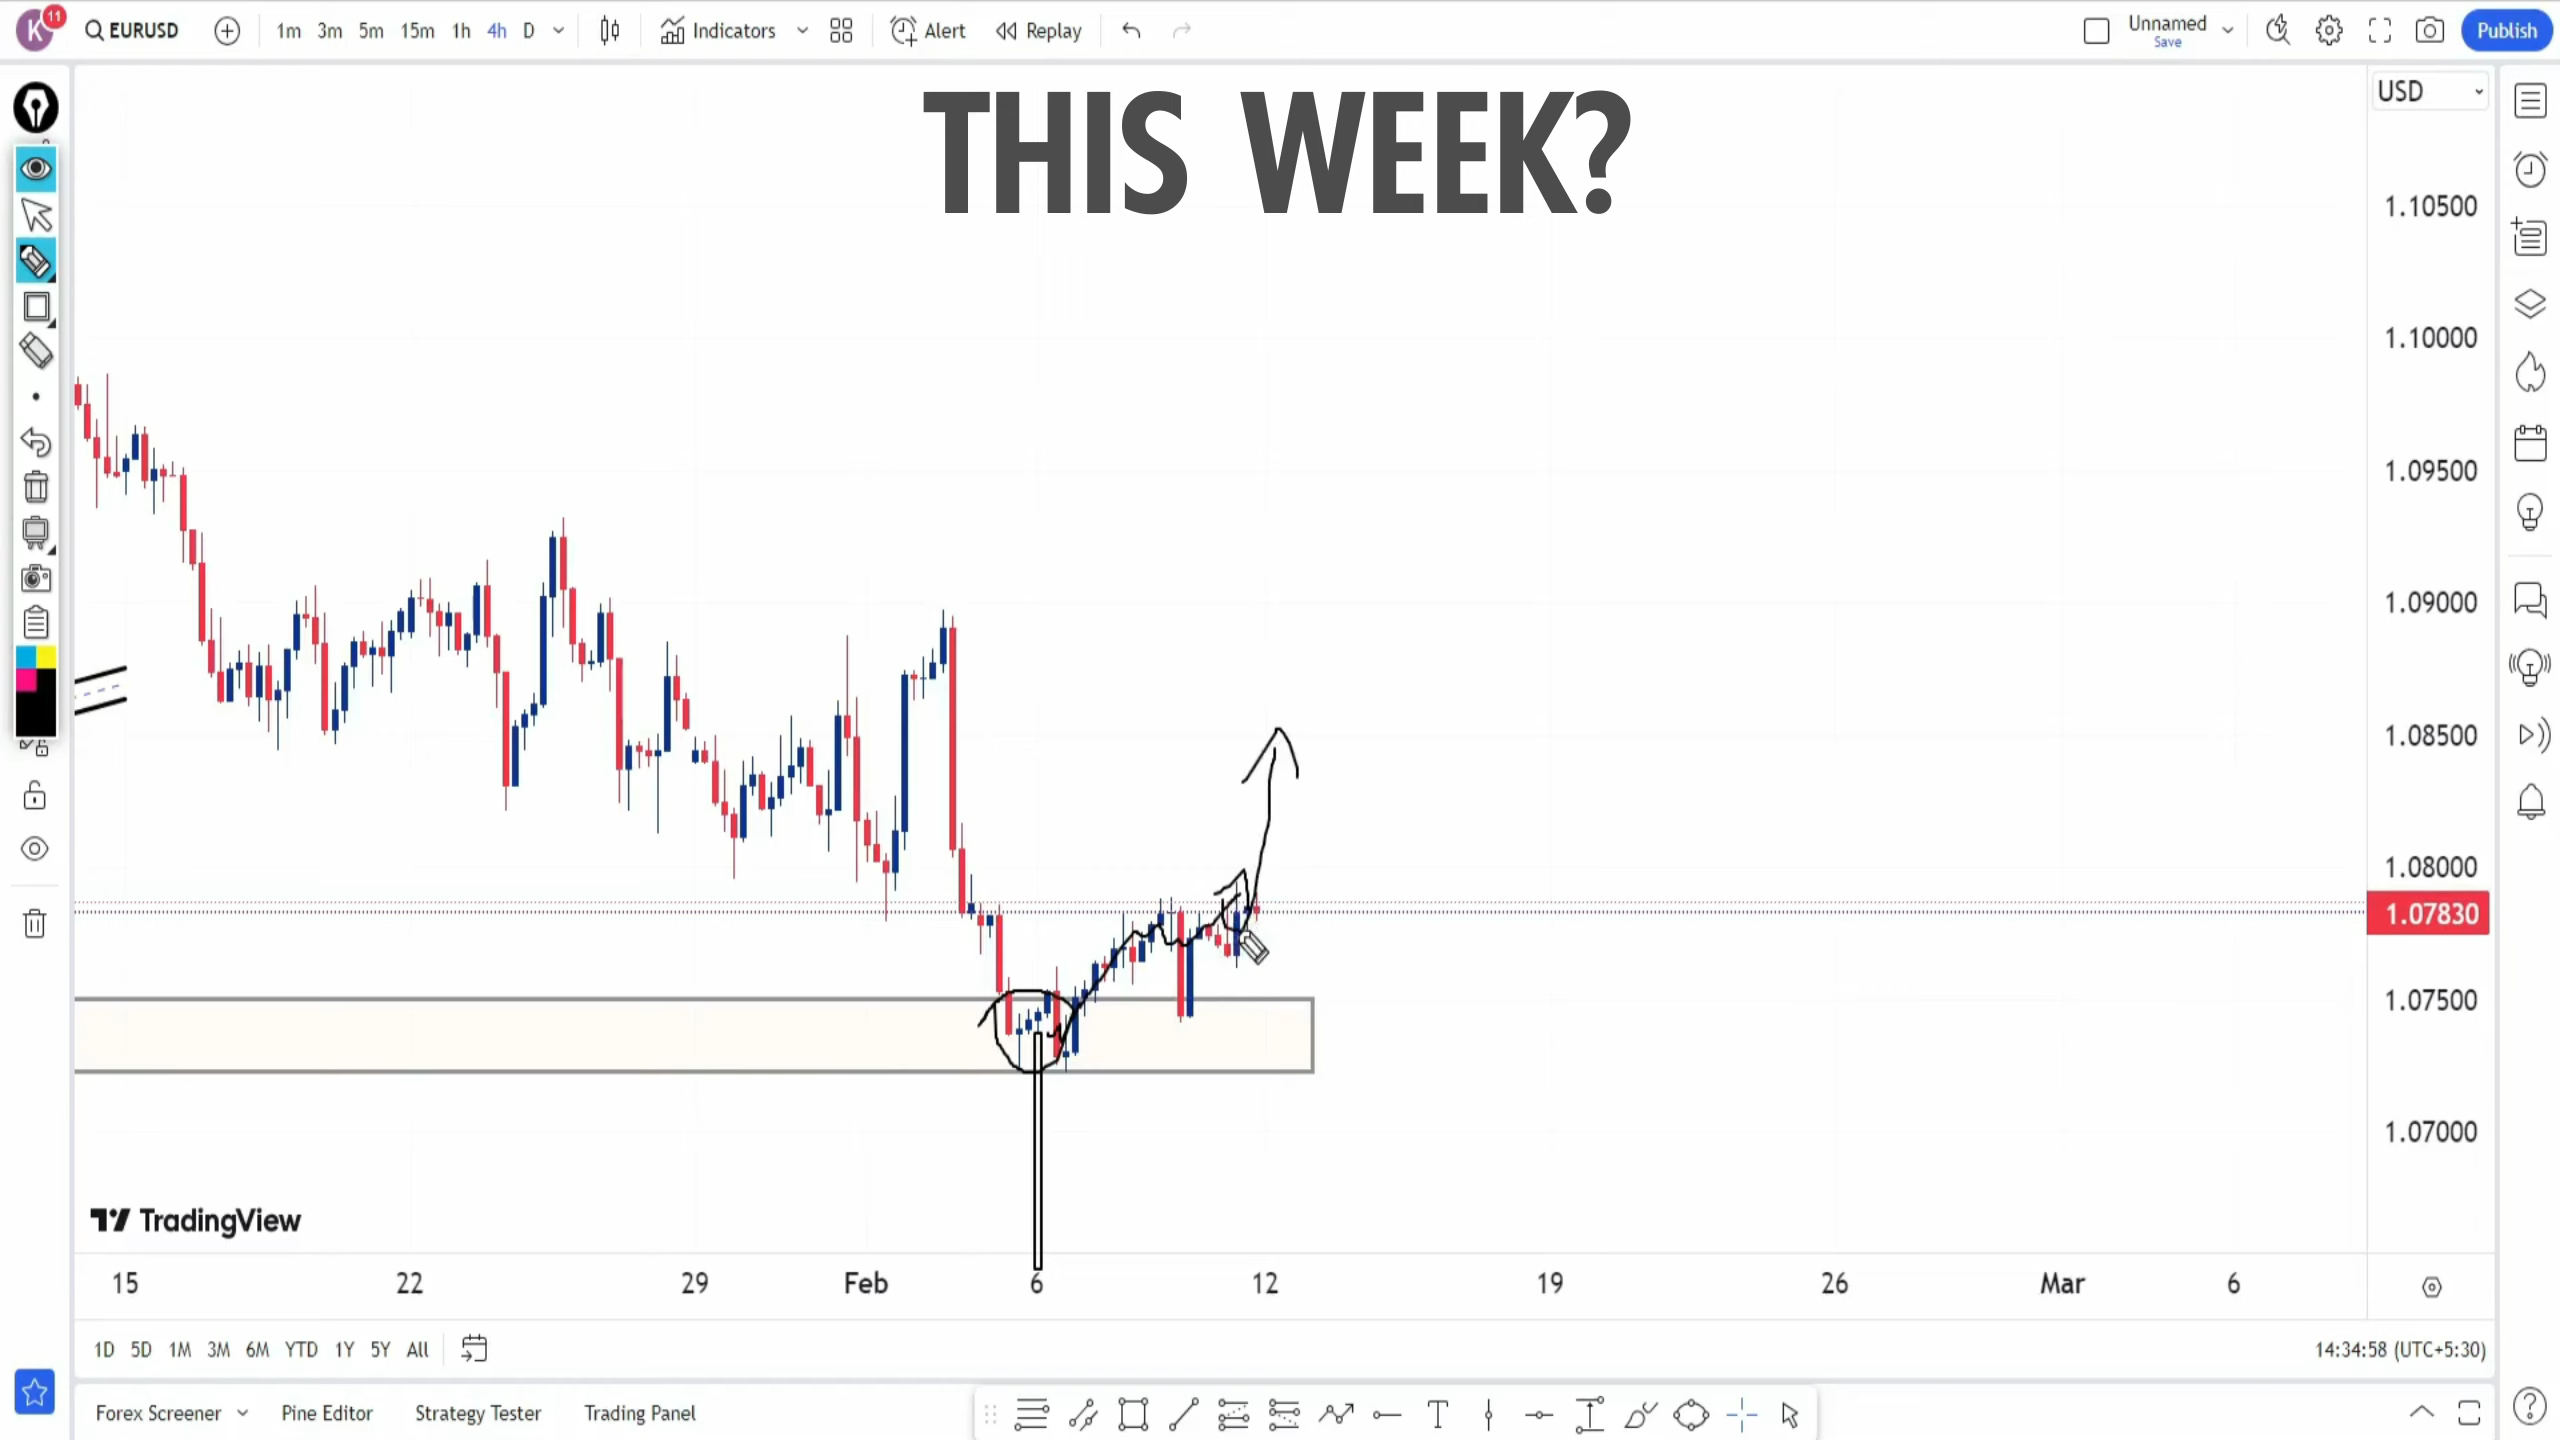 K 11 EURUSD 1m 3m 5m 15m 1h 4h D Indicators Alert Replay Unnamed Save Publish
THIS WEEK?
USD
1.10500
1.10000
1.09500
1.09000
1.08500
1.08000
1.07830
1.07500
1.07000
TradingView
15 22 29 Feb 6 12 19 26 Mar 6
1D 5D 1M 3M 6M YTD 1Y 5Y All 14:34:58 (UTC+5:30)
Forex Screener Pine Editor Strategy Tester Trading Panel